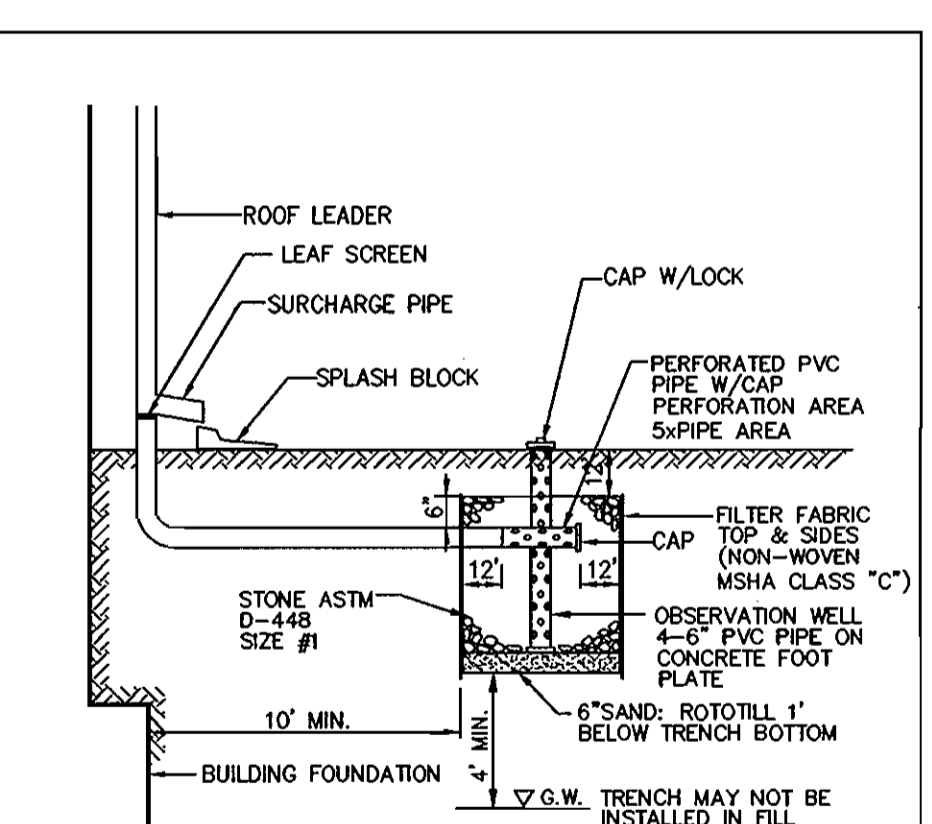 ROOF LEADER
LEAF SCREEN
SURCHARGE PIPE
SPLASH BLOCK
CAP W/LOCK
PERFORATED PVC
PIPE W/CAP
PERFORATION AREA
5xPIPE AREA
12"
6"
FILTER FABRIC
TOP & SIDES
(NON-WOVEN
MSHA CLASS "C")
CAP
12'
12'
STONE ASTM
D-448
SIZE #1
OBSERVATION WELL
4-6" PVC PIPE ON
CONCRETE FOOT
PLATE
6"SAND: ROTOTILL 1'
BELOW TRENCH BOTTOM
10' MIN.
4' MIN.
BUILDING FOUNDATION
G.W.
TRENCH MAY NOT BE
INSTALLED IN FILL